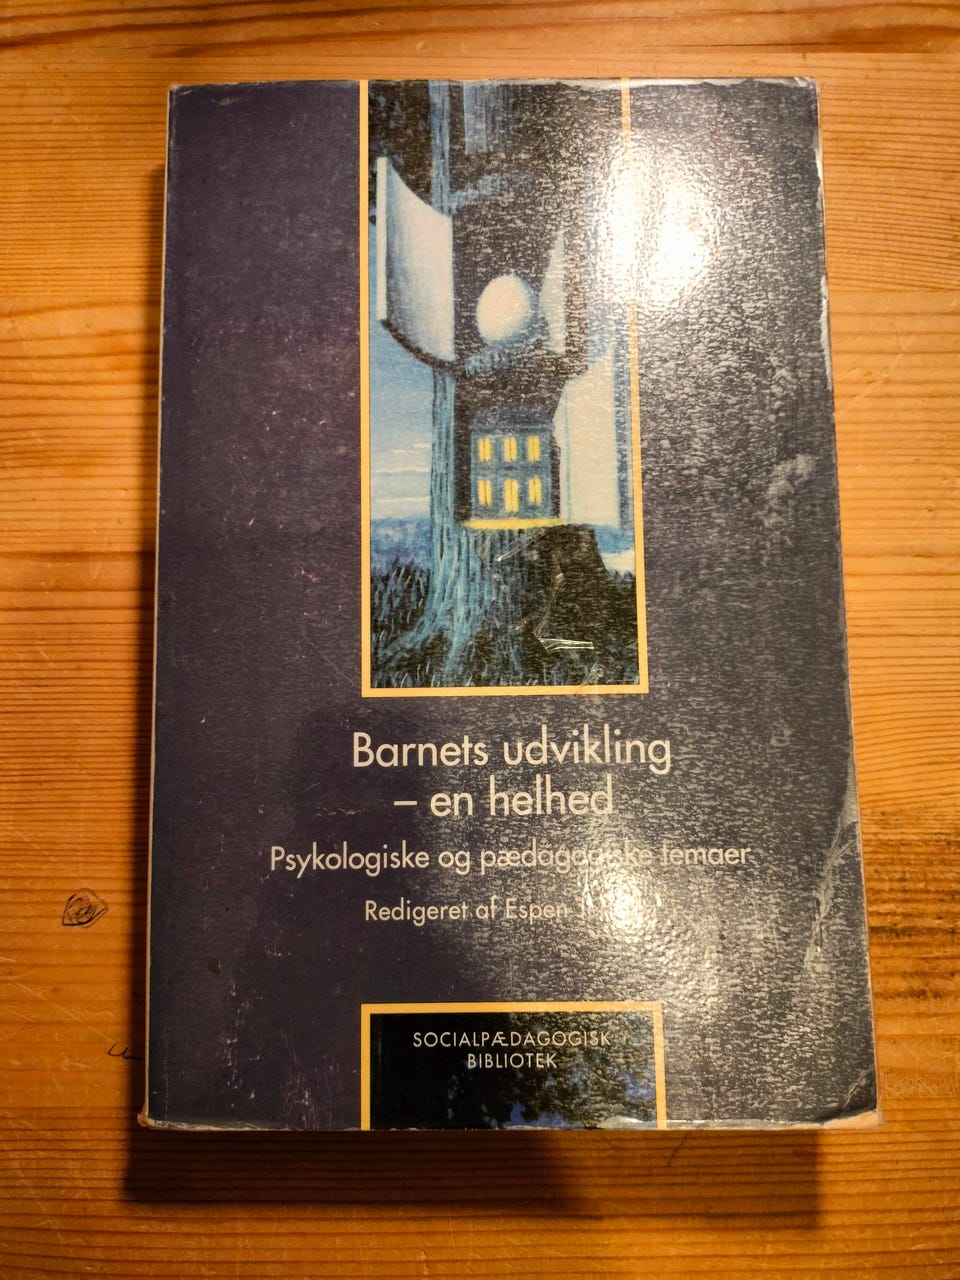 Barnets udvikling
– en helhed
Psykologiske og pædagogiske temaer
Redigeret af Espen
SOCIALPÆDAGOGISK
BIBLIOTEK